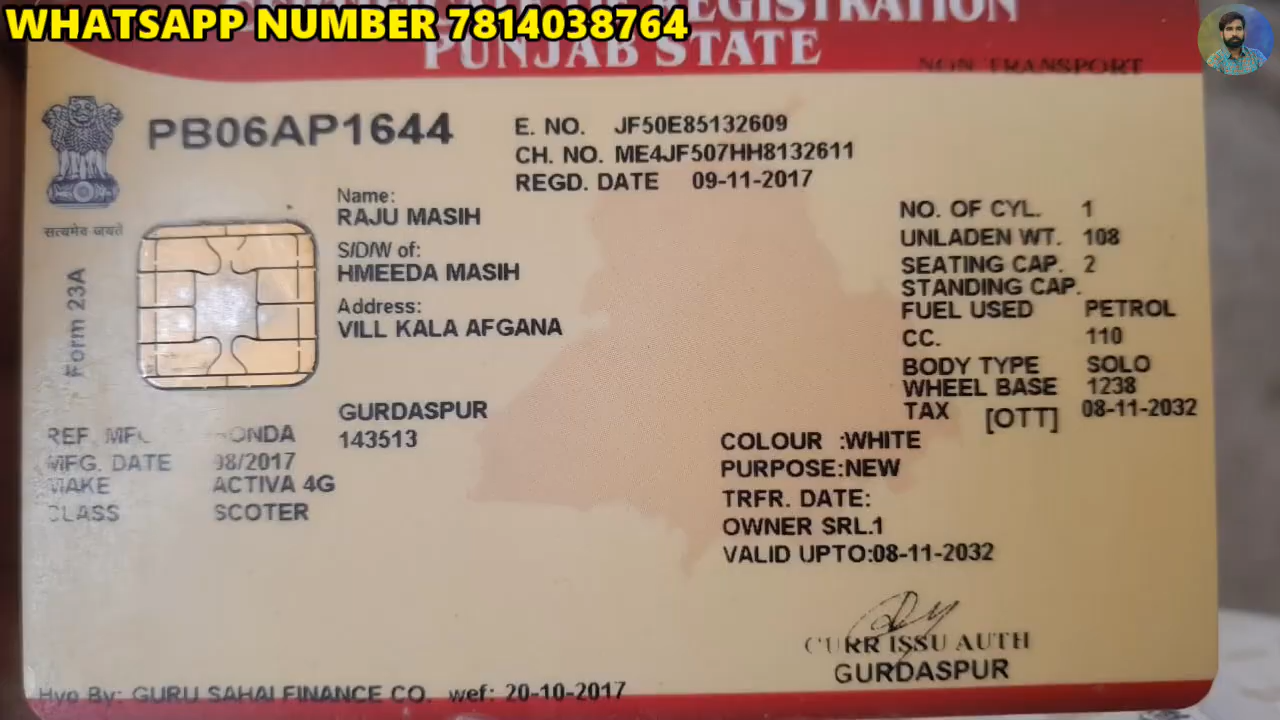 WHATSAPP NUMBER 7814038764
REGISTRATION
PUNJAB STATE
NON TRANSPORT
PB06AP1644
E. NO. JF50E85132609
CH. NO. ME4JF507HH8132611
REGD. DATE 09-11-2017
सत्यमेव जयते
Form 23A
Name:
RAJU MASIH
S/D/W of:
HMEEDA MASIH
Address:
VILL KALA AFGANA
GURDASPUR
143513
NO. OF CYL. 1
UNLADEN WT. 108
SEATING CAP. 2
STANDING CAP.
FUEL USED PETROL
CC. 110
BODY TYPE SOLO
WHEEL BASE 1238
TAX [OTT] 08-11-2032
REF. MFG. HONDA
MFG. DATE 08/2017
MAKE ACTIVA 4G
CLASS SCOTER
COLOUR :WHITE
PURPOSE:NEW
TRFR. DATE:
OWNER SRL.1
VALID UPTO:08-11-2032
CURR ISSU AUTH
GURDASPUR
Hyp By: GURU SAHAI FINANCE CO. wef: 20-10-2017